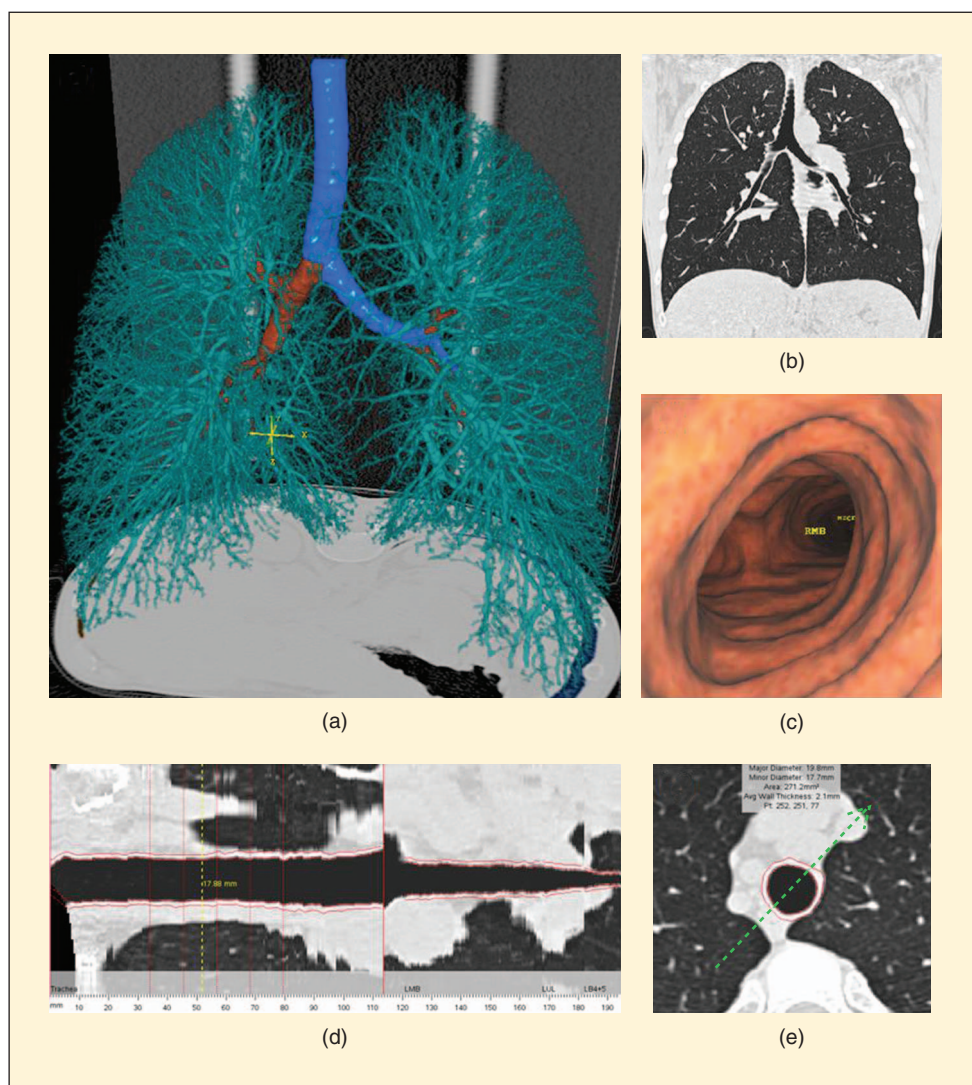 X
(a)
(b)
RMB
(c)
17.88 mm
Trachea
LMB
LUL
LB4+5
mm 10 20 30 40 50 60 70 80 90 100 110 120 130 140 150 160 170 180 190
(d)
Major Diameter: 19.8mm
Minor Diameter: 17.7mm
Area: 271.2mm²
Avg Wall Thickness: 2.1mm
Pt: 252, 251, 77
(e)